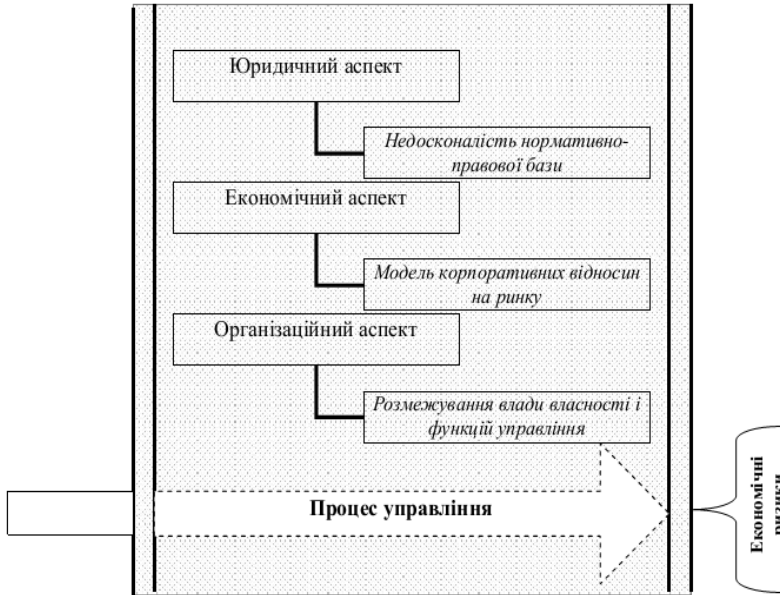 Юридичний аспект
Недосконалість нормативно-
правової бази
Економічний аспект
Модель корпоративних відносин
на ринку
Організаційний аспект
Розмежування влади власності і
функцій управління
Процес управління
Економічні
ризики